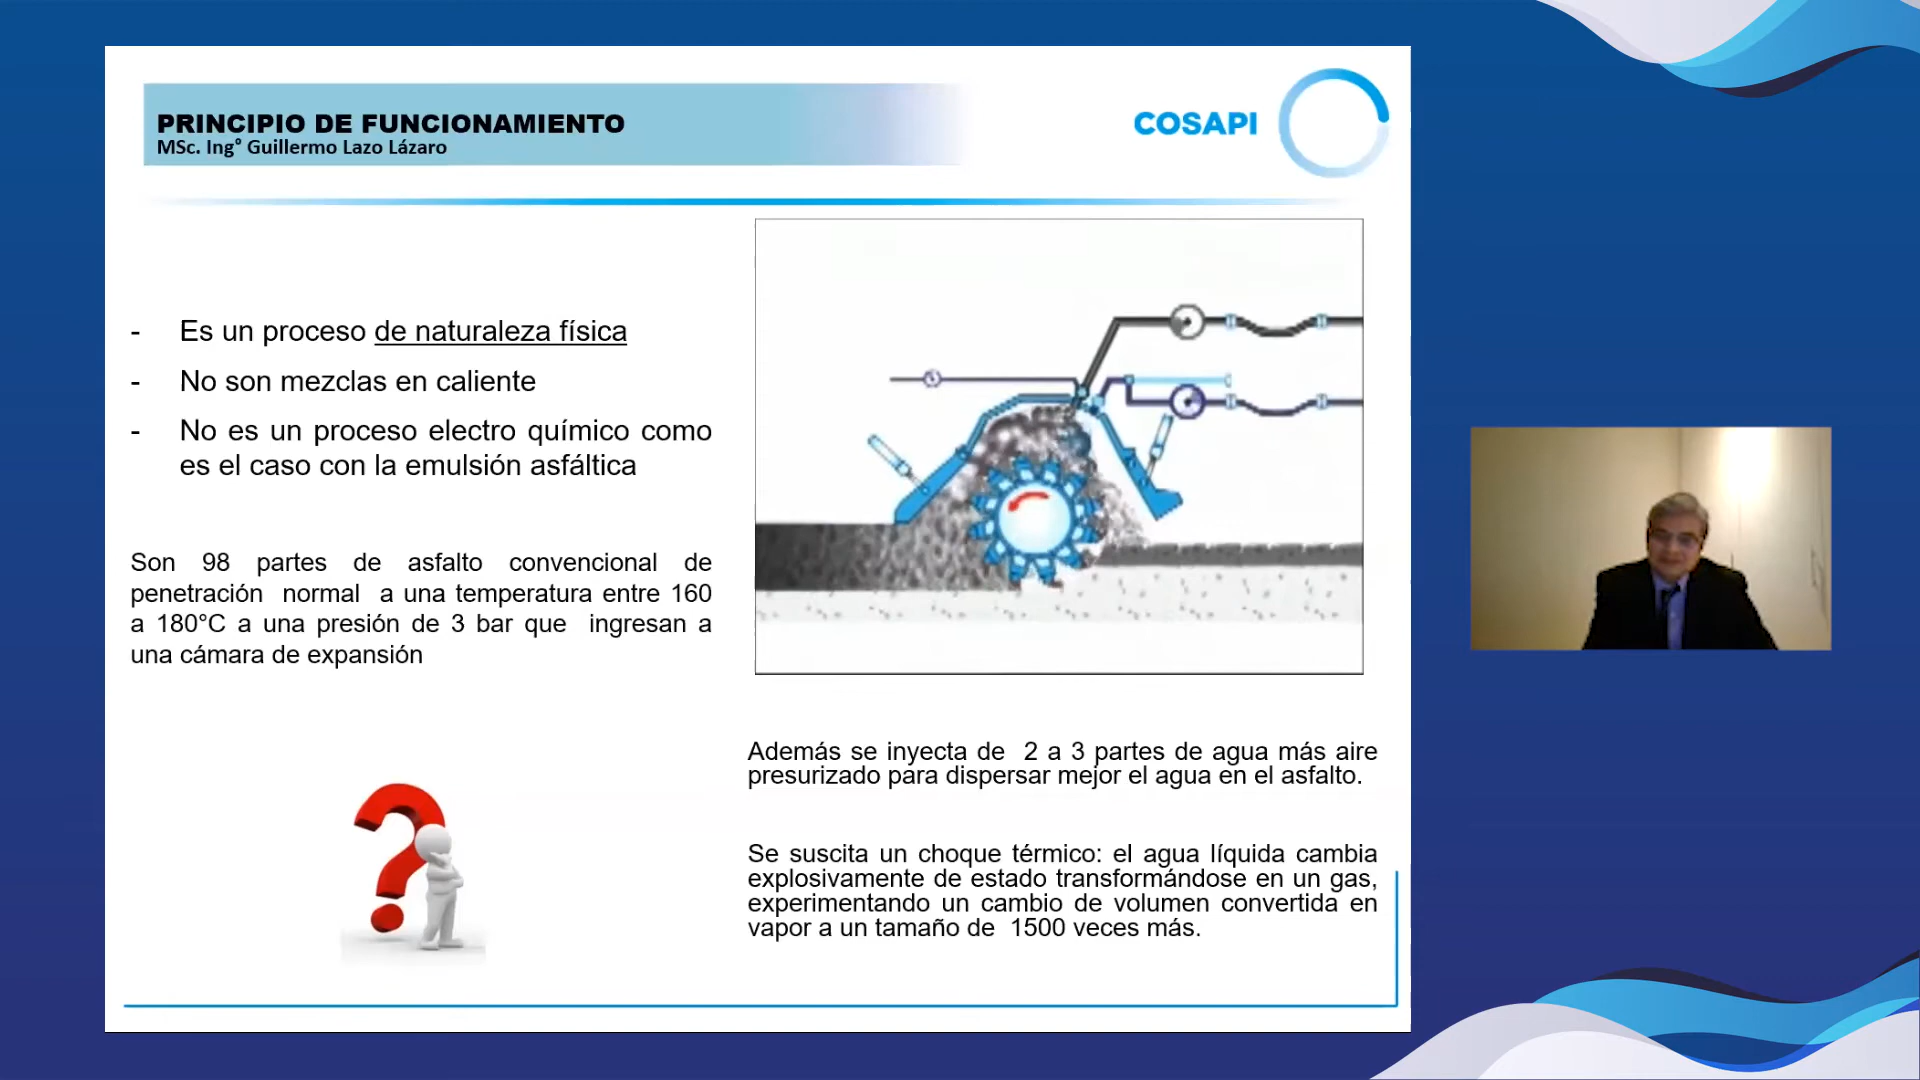 PRINCIPIO DE FUNCIONAMIENTO
MSc. Ing° Guillermo Lazo Lázaro
COSAPI
- Es un proceso de naturaleza física
- No son mezclas en caliente
- No es un proceso electro químico como
es el caso con la emulsión asfáltica
Son 98 partes de asfalto convencional de
penetración normal a una temperatura entre 160
a 180°C a una presión de 3 bar que ingresan a
una cámara de expansión
Además se inyecta de 2 a 3 partes de agua más aire
presurizado para dispersar mejor el agua en el asfalto.
Se suscita un choque térmico: el agua líquida cambia
explosivamente de estado transformándose en un gas,
experimentando un cambio de volumen convertida en
vapor a un tamaño de 1500 veces más.